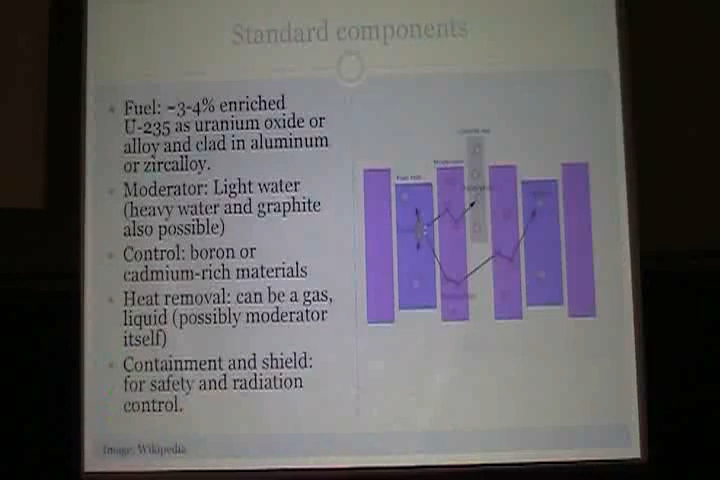 Standard components
Fuel: ~3-4% enriched
U-235 as uranium oxide or
alloy and clad in aluminum
or zircalloy.
Moderator: Light water
(heavy water and graphite
also possible)
Control: boron or
cadmium-rich materials
Heat removal: can be a gas,
liquid (possibly moderator
itself)
Containment and shield:
for safety and radiation
control.
Image: Wikipedia